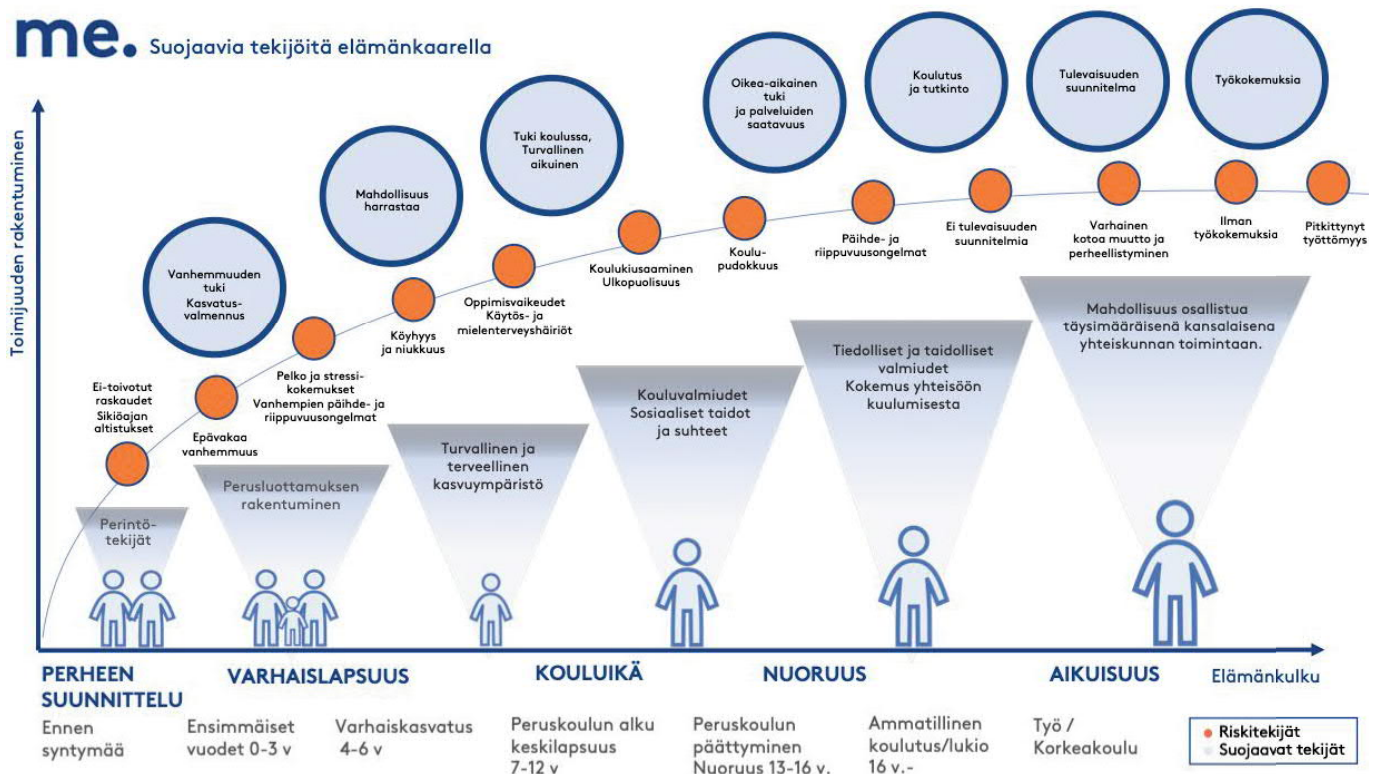 me. Suojaavia tekijöitä elämänkaarella
Toimijuuden rakentuminen
Vanhemmuuden
tuki
Kasvatus-
valmennus
Mahdollisuus
harrastaa
Tuki koulussa,
Turvallinen
aikuinen
Oikea-aikainen
tuki
ja palveluiden
saatavuus
Koulutus
ja tutkinto
Tulevaisuuden
suunnitelma
Työkokemuksia
Ei-toivotut
raskaudet
Sikiöajan
altistukset
Epävakaa
vanhemmuus
Pelko ja stressi-
kokemukset
Vanhempien päihde- ja
riippuvuusongelmat
Köyhyys
ja niukkuus
Oppimisvaikeudet
Käytös- ja
mielenterveyshäiriöt
Koulukiusaaminen
Ulkopuolisuus
Koulu-
pudokkuus
Päihde- ja
riippuvuusongelmat
Ei tulevaisuuden
suunnitelmia
Varhainen
kotoa muutto ja
perheellistyminen
Ilman
työkokemuksia
Pitkittynyt
työttömyys
Perintö-
tekijät
Perusluottamuksen
rakentuminen
Turvallinen ja
terveellinen
kasvuympäristö
Kouluvalmiudet
Sosiaaliset taidot
ja suhteet
Tiedolliset ja taidolliset
valmiudet
Kokemus yhteisöön
kuulumisesta
Mahdollisuus osallistua
täysimääräisenä kansalaisena
yhteiskunnan toimintaan.
PERHEEN
SUUNNITTELU
VARHAISLAPSUUS
KOULUIKÄ
NUORUUS
AIKUISUUS
Elämänkulku
Ennen
syntymää
Ensimmäiset
vuodet 0-3 v
Varhaiskasvatus
4-6 v
Peruskoulun alku
keskilapsuus
7-12 v
Peruskoulun
päättyminen
Nuoruus 13-16 v.
Ammatillinen
koulutus/lukio
16 v.-
Työ /
Korkeakoulu
Riskitekijät
Suojaavat tekijät